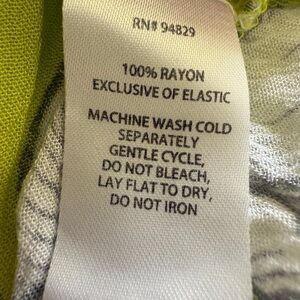 RN# 94829
100% RAYON
EXCLUSIVE OF ELASTIC
MACHINE WASH COLD
SEPARATELY
GENTLE CYCLE,
DO NOT BLEACH,
LAY FLAT TO DRY,
DO NOT IRON